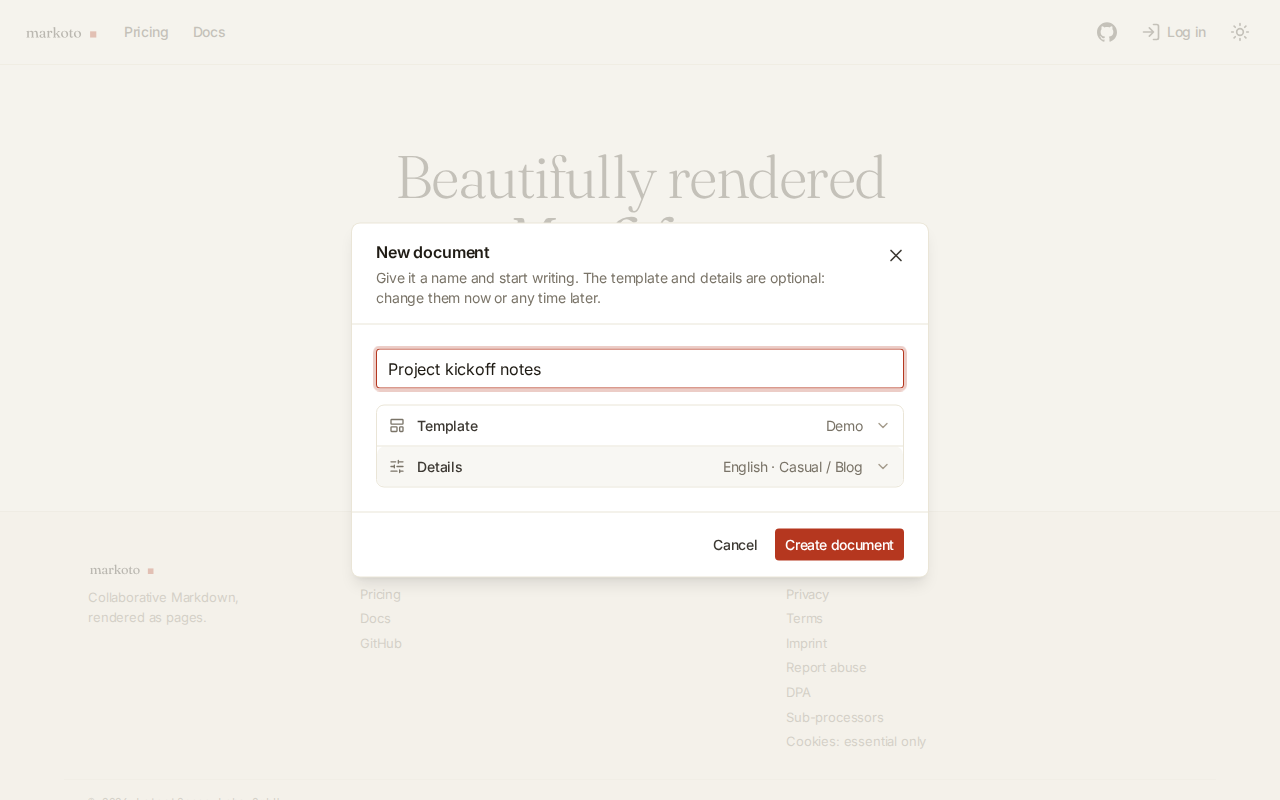 markoto
Pricing
Docs
Log in
Beautifully rendered
New document
Give it a name and start writing. The template and details are optional:
change them now or any time later.
Project kickoff notes
Template
Demo
Details
English · Casual / Blog
Cancel
Create document
markoto
Collaborative Markdown,
rendered as pages.
Pricing
Docs
GitHub
Privacy
Terms
Imprint
Report abuse
DPA
Sub-processors
Cookies: essential only